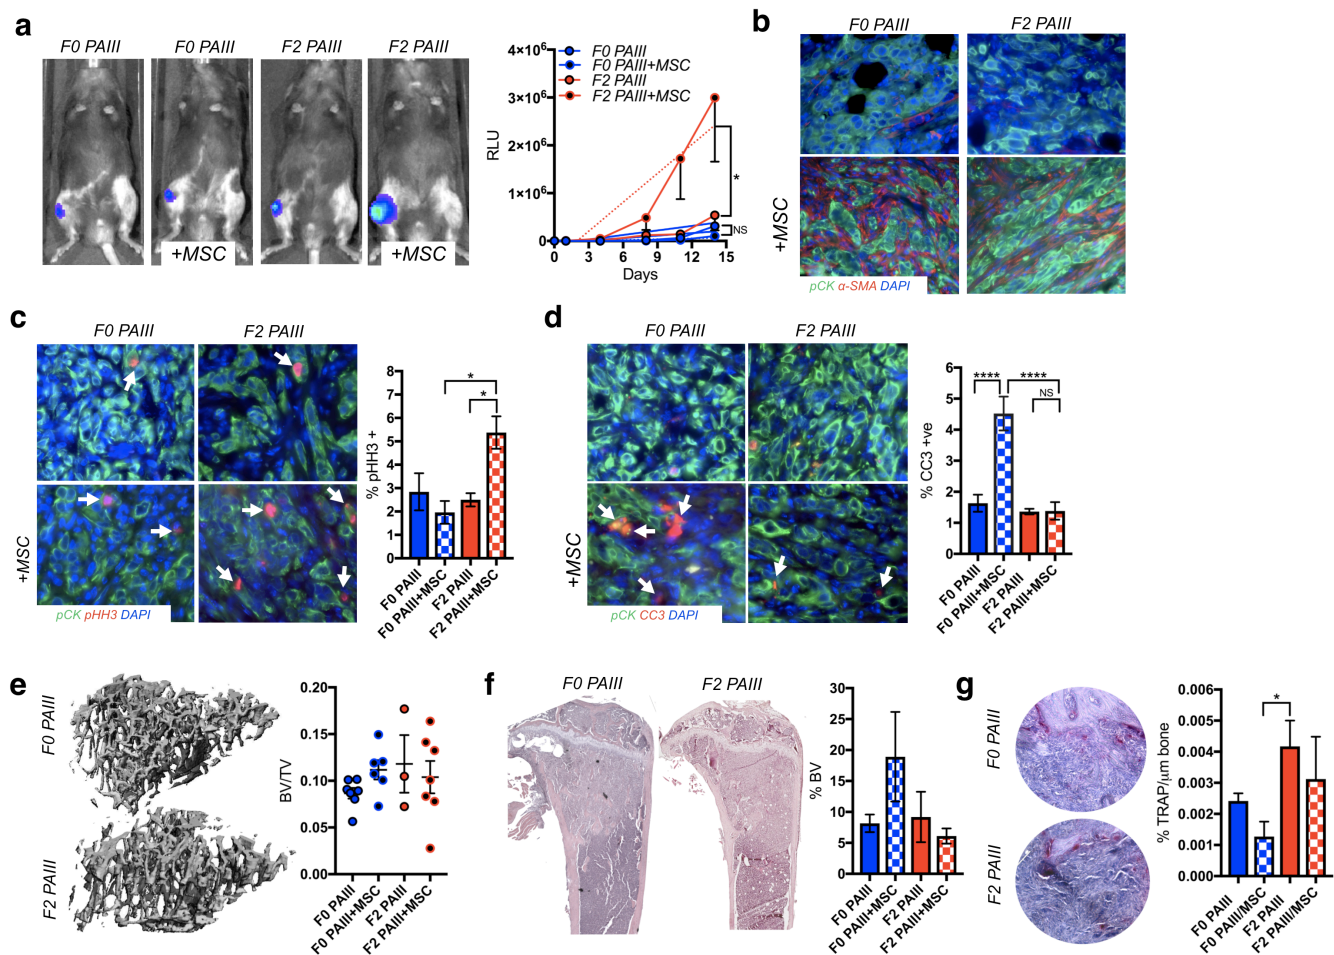 a
F0 PAIII
F0 PAIII
F2 PAIII
F2 PAIII
+MSC
+MSC
4×10⁶
3×10⁶
2×10⁶
1×10⁶
0
RLU
F0 PAIII
F0 PAIII+MSC
F2 PAIII
F2 PAIII+MSC
*
NS
0 3 6 9 12 15
Days
b
F0 PAIII
F2 PAIII
+MSC
pCK α-SMA DAPI
c
F0 PAIII
F2 PAIII
+MSC
pCK pHH3 DAPI
% pHH3 +
8
7
6
5
4
3
2
1
0
*
*
F0 PAIII
F0 PAIII+MSC
F2 PAIII
F2 PAIII+MSC
d
F0 PAIII
F2 PAIII
+MSC
pCK CC3 DAPI
% CC3 +ve
6
5
4
3
2
1
0
**** ****
NS
F0 PAIII
F0 PAIII+MSC
F2 PAIII
F2 PAIII+MSC
e
F0 PAIII
F2 PAIII
BV/TV
0.20
0.15
0.10
0.05
0.00
F0 PAIII
F0 PAIII+MSC
F2 PAIII
F2 PAIII+MSC
f
F0 PAIII
F2 PAIII
% BV
30
25
20
15
10
5
0
F0 PAIII
F0 PAIII+MSC
F2 PAIII
F2 PAIII+MSC
g
F0 PAIII
F2 PAIII
% TRAP/µm bone
0.006
0.005
0.004
0.003
0.002
0.001
0.000
*
F0 PAIII
F0 PAIII/MSC
F2 PAIII
F2 PAIII/MSC